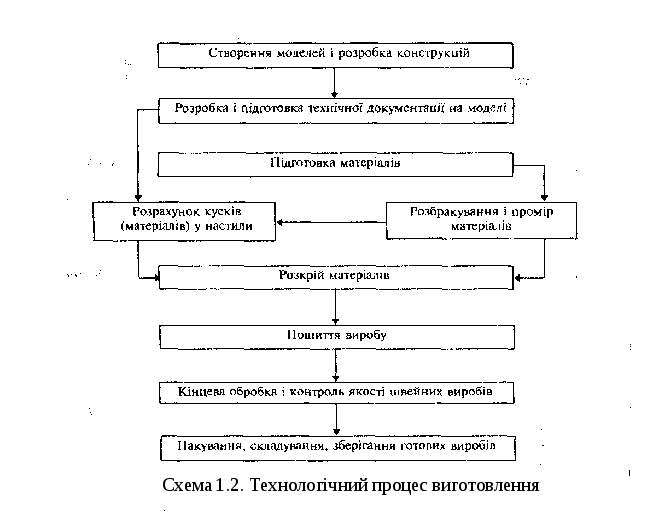 Створення моделей і розробка конструкцій
Розробка і підготовка технічної документації на моделі
Підготовка матеріалів
Розрахунок кусків
(матеріалів) у настили
Розбракування і промір
матеріалів
Розкрій матеріалів
Пошиття виробу
Кінцева обробка і контроль якості швейних виробів
Пакування, складування, зберігання готових виробів
Схема 1.2. Технологічний процес виготовлення